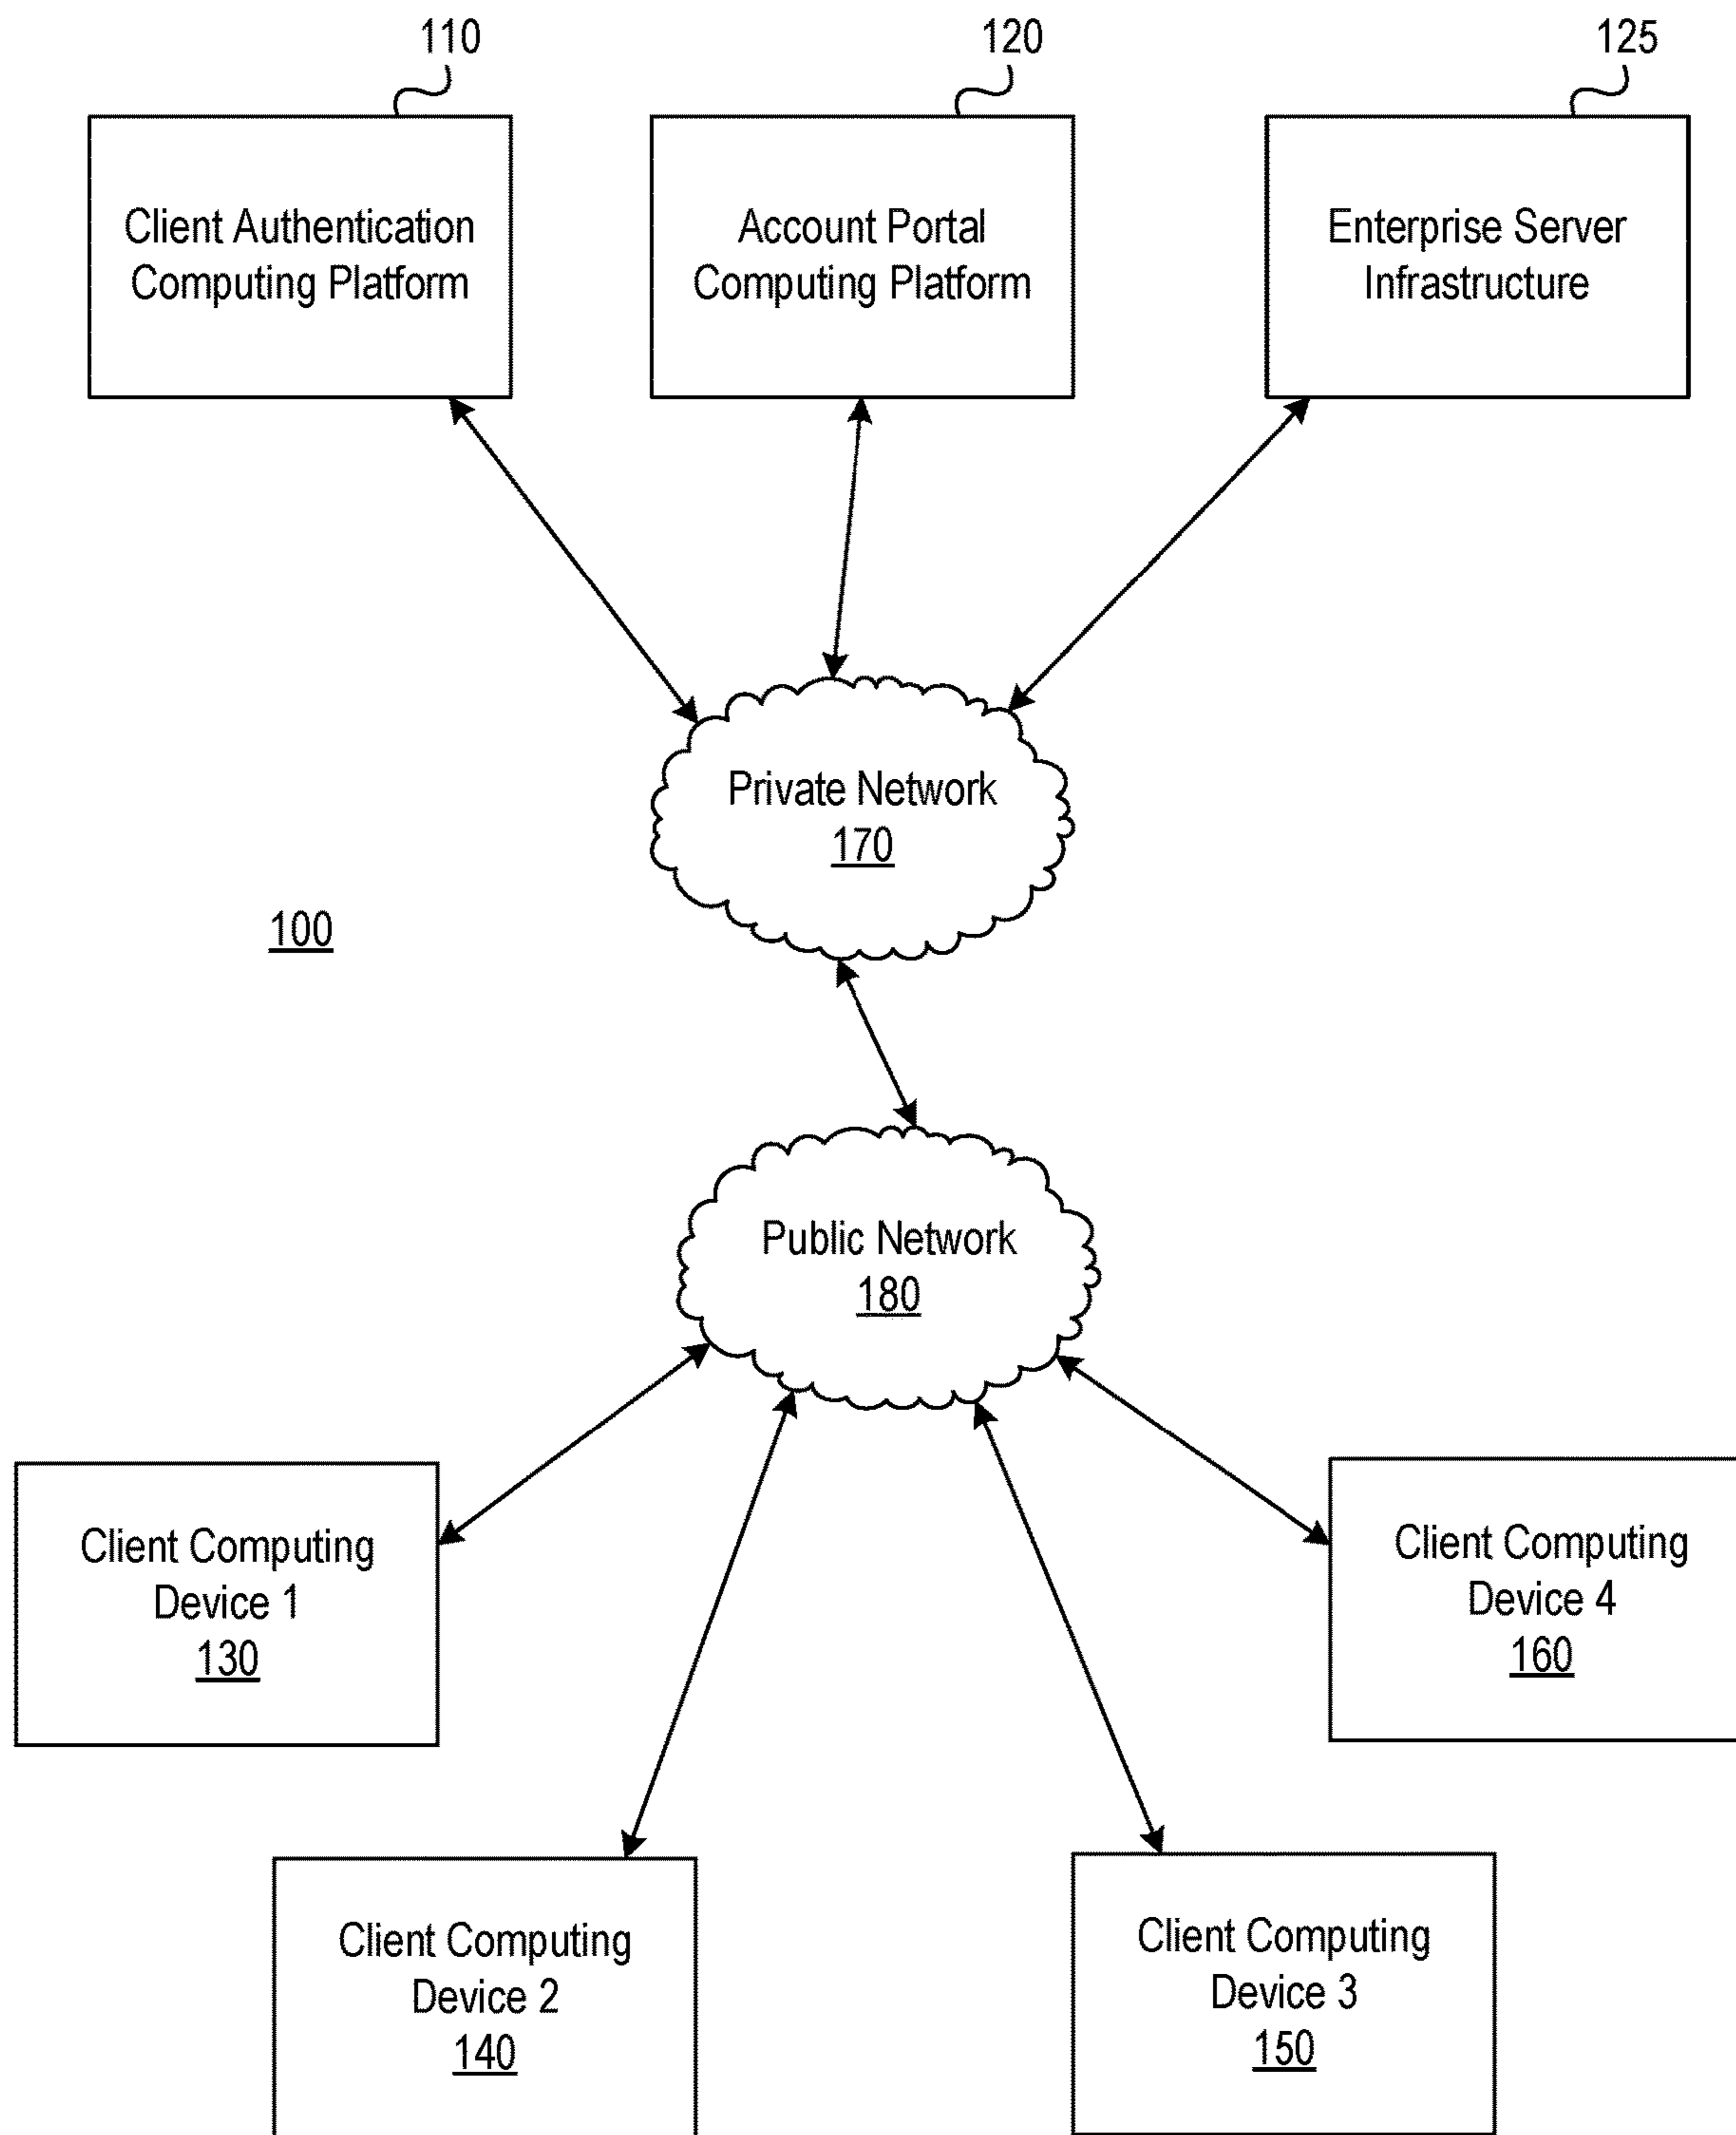 110
120
125
Client Authentication
Computing Platform
Account Portal
Computing Platform
Enterprise Server
Infrastructure
Private Network
170
100
Public Network
180
Client Computing
Device 1
130
Client Computing
Device 4
160
Client Computing
Device 2
140
Client Computing
Device 3
150